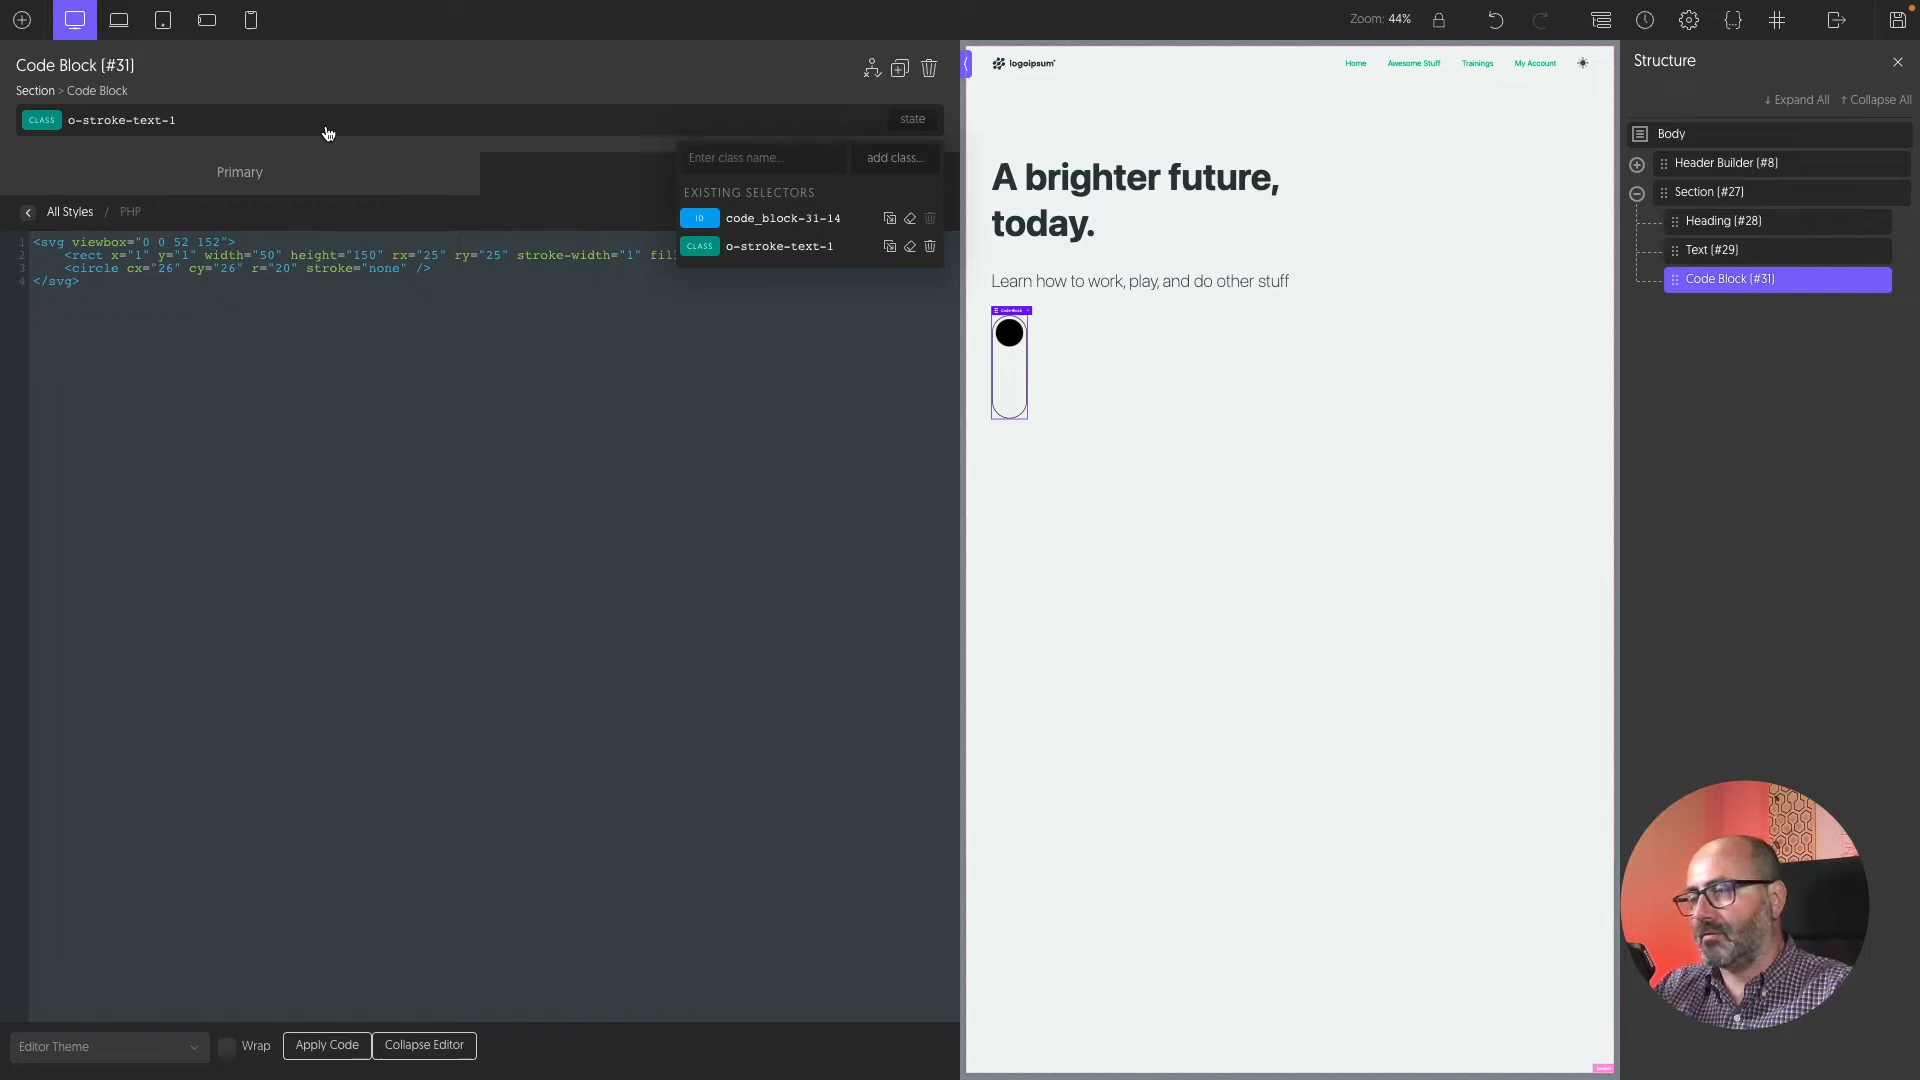 Zoom: 44%
Code Block (#31)
Section > Code Block
CLASS o-stroke-text-1 state
Enter class name... add class...
Primary
EXISTING SELECTORS
ID code_block-31-14
CLASS o-stroke-text-1
All Styles / PHP
1 <svg viewbox="0 0 52 152">
2 <rect x="1" y="1" width="50" height="150" rx="25" ry="25" stroke-width="1" fil
3 <circle cx="26" cy="26" r="20" stroke="none" />
4 </svg>
Editor Theme
Wrap
Apply Code
Collapse Editor
logoipsum
Home Awesome Stuff Trainings My Account
A brighter future,
today.
Learn how to work, play, and do other stuff
Code Block
Structure
Expand All Collapse All
Body
Header Builder (#8)
Section (#27)
Heading (#28)
Text (#29)
Code Block (#31)